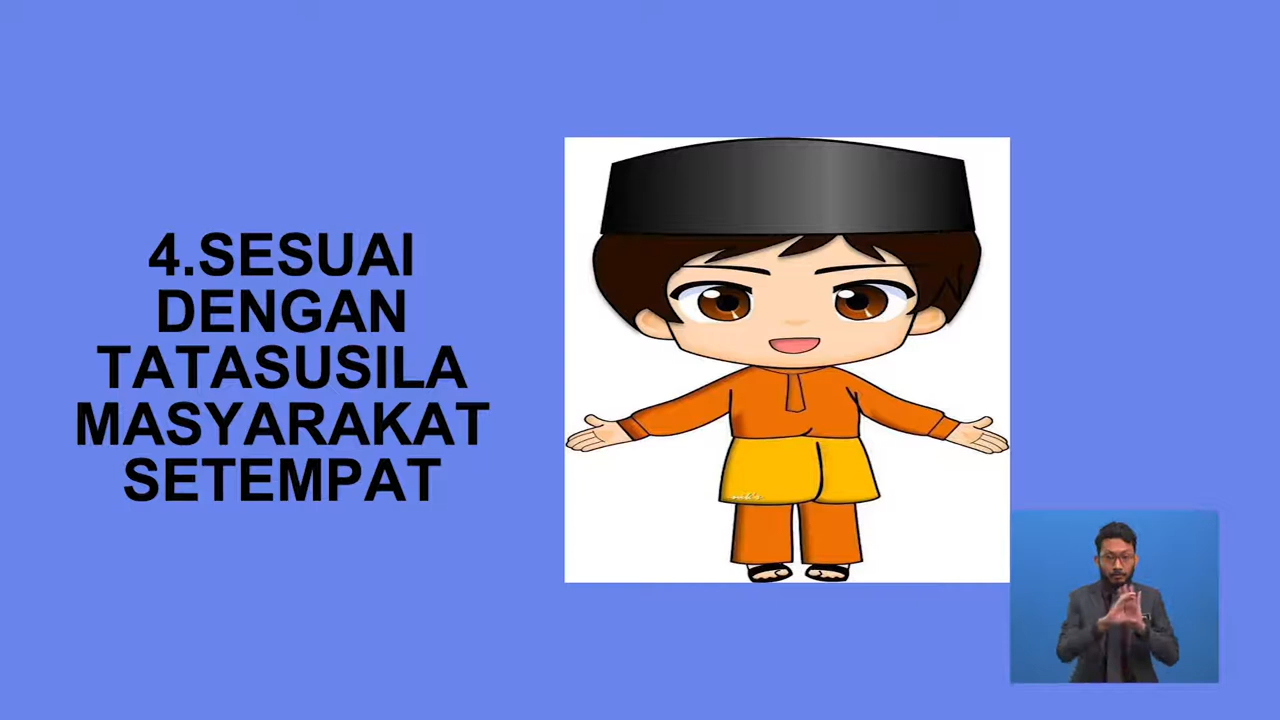 4.SESUAI
DENGAN
TATASUSILA
MASYARAKAT
SETEMPAT